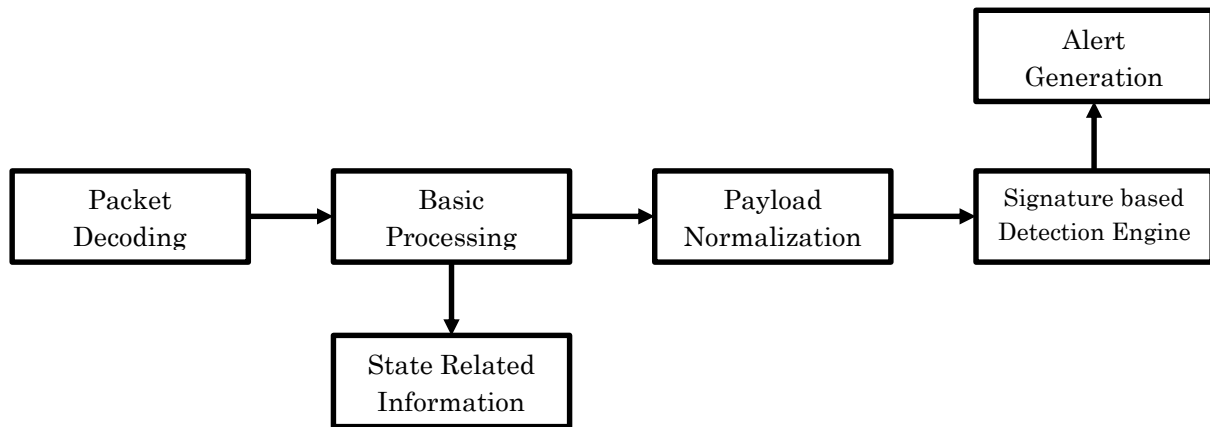 Alert
Generation
Packet
Decoding
Basic
Processing
Payload
Normalization
Signature based
Detection Engine
State Related
Information